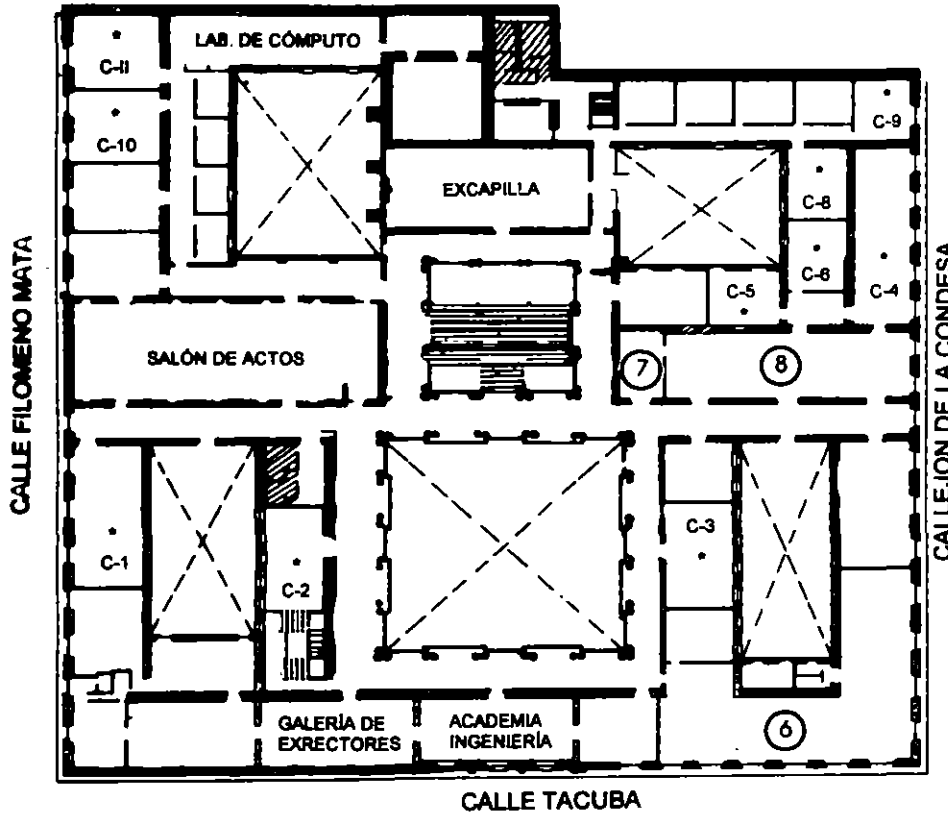 LAB. DE CÓMPUTO
C-11
C-10
C-9
EXCAPILLA
C-8
C-6
C-5
C-4
SALÓN DE ACTOS
7
8
CALLE FILOMENO MATA
CALLEJON DE LA CONDESA
C-1
C-2
C-3
GALERÍA DE
EXRECTORES
ACADEMIA
INGENIERÍA
6
CALLE TACUBA